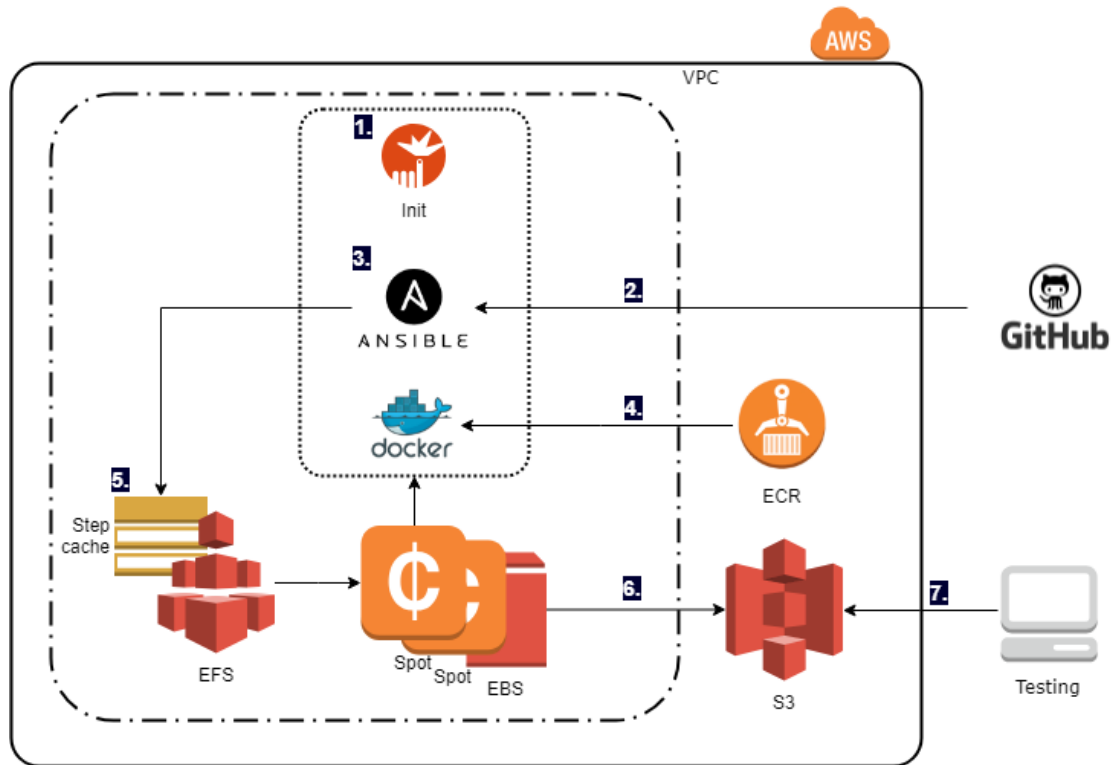 AWS
VPC
1.
Init
3.
2.
ANSIBLE
GitHub
4.
docker
ECR
5.
Step
cache
6.
7.
Spot
Spot
EBS
EFS
S3
Testing